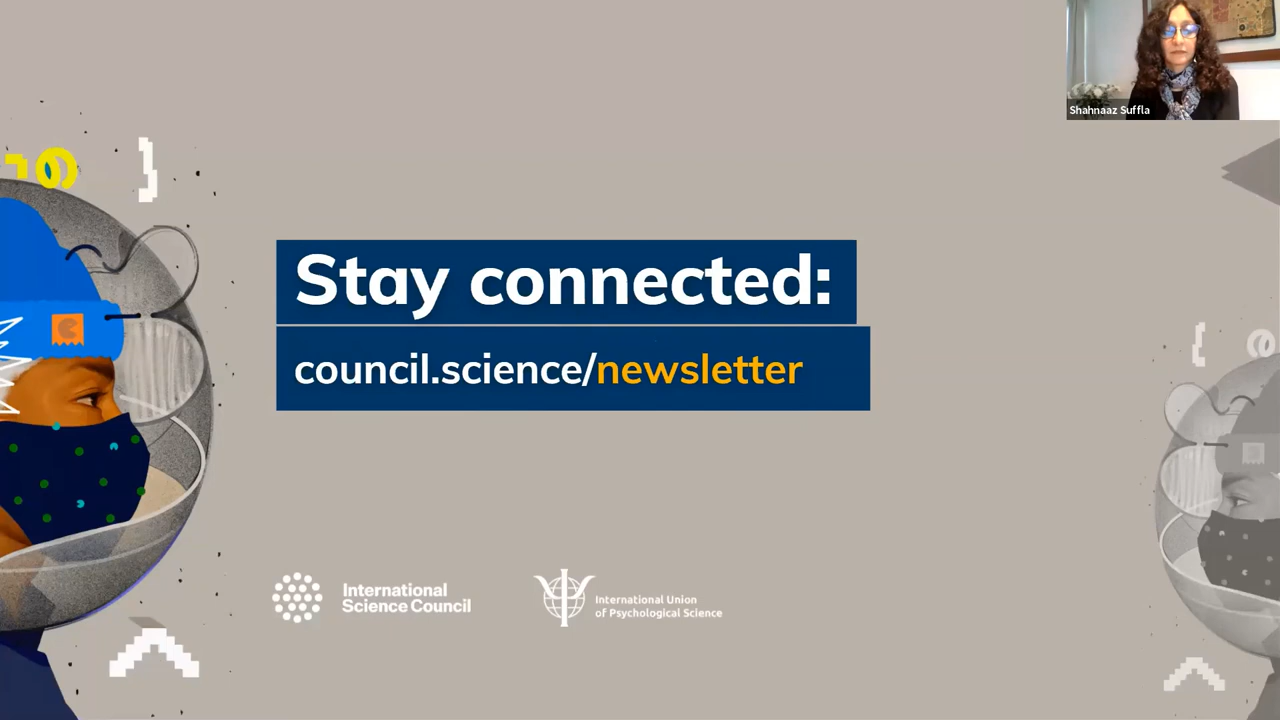 Shahnaaz Suffla
Stay connected:
council.science/newsletter
International
Science Council
International Union
of Psychological Science